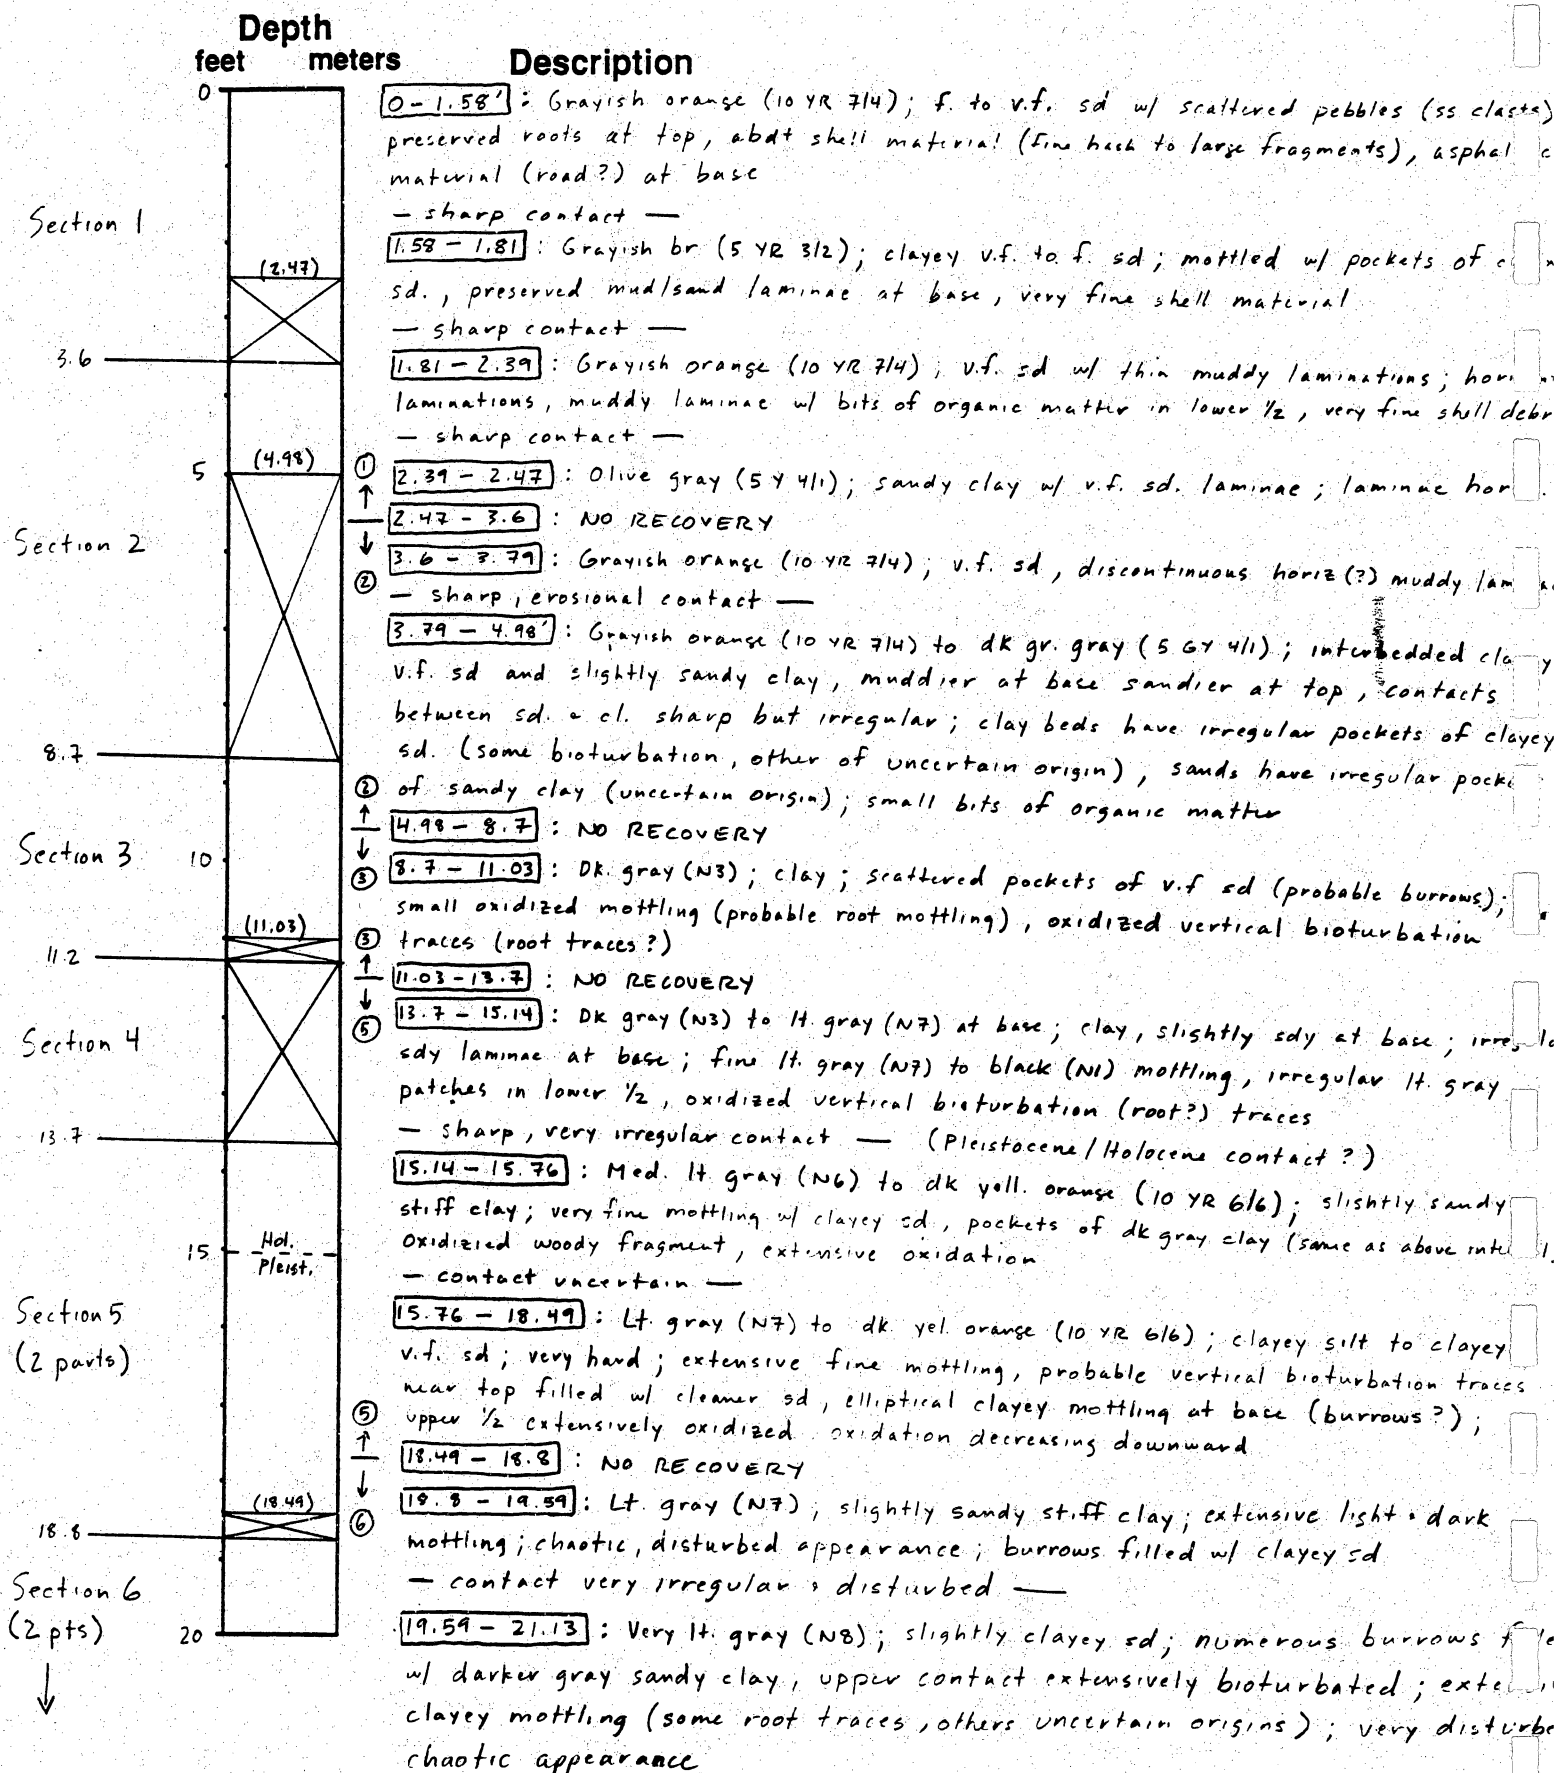 Depth
feet meters Description
0
0 - 1.58' : Grayish orange (10 YR 7/4); f. to v.f. sd w/ scattered pebbles (ss clasts)
preserved roots at top, abdt shell material (fine hash to large fragments), asphal
material (road?) at base
— sharp contact —
Section 1
1.58 - 1.81 : Grayish br (5 YR 3/2); clayey v.f. to f. sd; mottled w/ pockets of
(2.47)
sd., preserved mud/sand laminae at base, very fine shell material
— sharp contact —
3.6
1.81 - 2.39 : Grayish orange (10 YR 7/4); v.f. sd w/ thin muddy laminations;
laminations, muddy laminae w/ bits of organic matter in lower 1/2, very fine shell debr
— sharp contact —
5
(4.98)
① 2.39 - 2.47 : Olive gray (5 Y 4/1); sandy clay w/ v.f. sd. laminae; laminae hor
↑
2.47 - 3.6 : NO RECOVERY
Section 2
↓
3.6 - 3.79 : Grayish orange (10 YR 7/4); v.f. sd, discontinuous horiz (?) muddy lam
② — sharp, erosional contact —
3.79 - 4.98' : Grayish orange (10 YR 7/4) to dk gr. gray (5 GY 4/1); interbedded
v.f. sd and slightly sandy clay, muddier at base sandier at top, contacts
between sd. & cl. sharp but irregular; clay beds have irregular pockets of clayey
8.7
sd. (some bioturbation, other of uncertain origin), sands have irregular pock
② of sandy clay (uncertain origin); small bits of organic matter
↑
4.98 - 8.7 : NO RECOVERY
Section 3
10
↓
③ 8.7 - 11.03 : Dk. gray (N3); clay; scattered pockets of v.f sd (probable burrows);
small oxidized mottling (probable root mottling), oxidized vertical bioturbation
(11.03)
③ traces (root traces?)
11.2
↑
11.03 - 13.7 : NO RECOVERY
↓
⑤ 13.7 - 15.14 : Dk gray (N3) to lt. gray (N7) at base; clay, slightly sdy at base;
Section 4
sdy laminae at base; fine lt. gray (N7) to black (N1) mottling, irregular lt. gray
patches in lower 1/2, oxidized vertical bioturbation (root?) traces
13.7
— sharp, very irregular contact — (Pleistocene/Holocene contact?)
15.14 - 15.76 : Med. lt gray (N6) to dk yell. orange (10 YR 6/6); slightly sandy
stiff clay; very fine mottling w/ clayey sd, pockets of dk gray clay (same as above
15
Hol.
Pleist.
oxidizied woody fragment, extensive oxidation
— contact uncertain —
Section 5
(2 parts)
15.76 - 18.49 : Lt. gray (N7) to dk. yel. orange (10 YR 6/6); clayey silt to clayey
v.f. sd; very hard; extensive fine mottling, probable vertical bioturbation traces
near top filled w/ cleaner sd, elliptical clayey mottling at base (burrows?);
⑤ upper 1/2 extensively oxidized oxidation decreasing downward
↑
18.49 - 18.8 : NO RECOVERY
↓
(18.49)
18.8 - 19.59 : Lt. gray (N7); slightly sandy stiff clay; extensive light & dark
⑥
18.8
mottling; chaotic, disturbed appearance; burrows filled w/ clayey sd
— contact very irregular & disturbed —
Section 6
(2 pts)
↓
20
19.59 - 21.13 : Very lt. gray (N8); slightly clayey sd; numerous burrows
w/ darker gray sandy clay, upper contact extensively bioturbated;
clayey mottling (some root traces, others uncertain origins); very disturbe
chaotic appearance